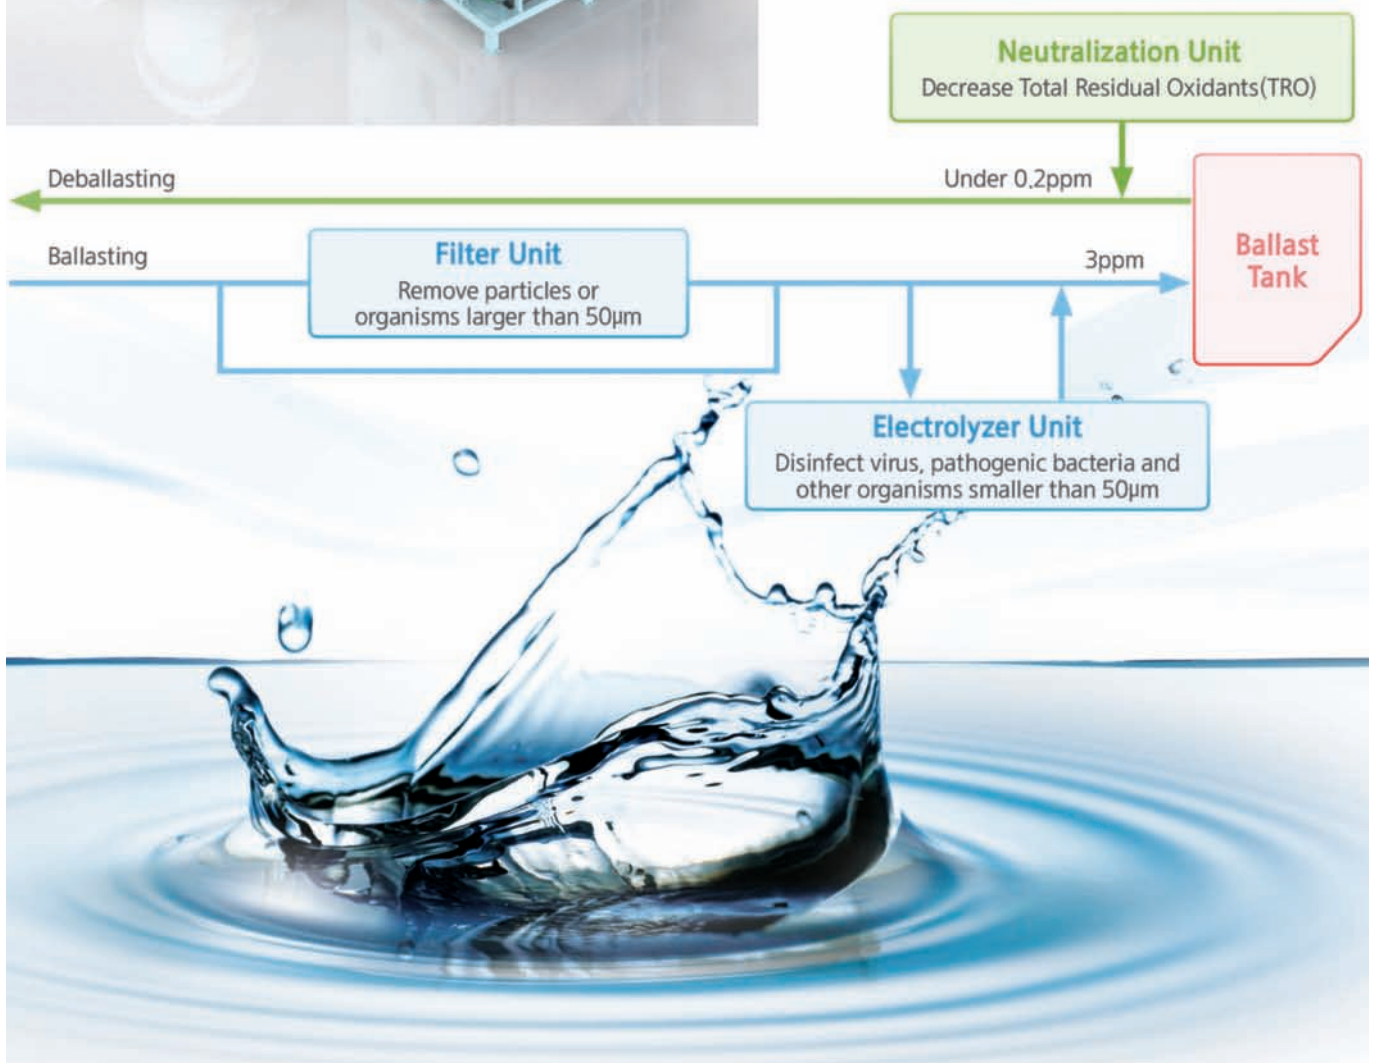 Neutralization Unit
Decrease Total Residual Oxidants(TRO)
Deballasting
Under 0.2ppm
Ballasting
Filter Unit
Remove particles or
organisms larger than 50μm
3ppm
Ballast
Tank
Electrolyzer Unit
Disinfect virus, pathogenic bacteria and
other organisms smaller than 50μm